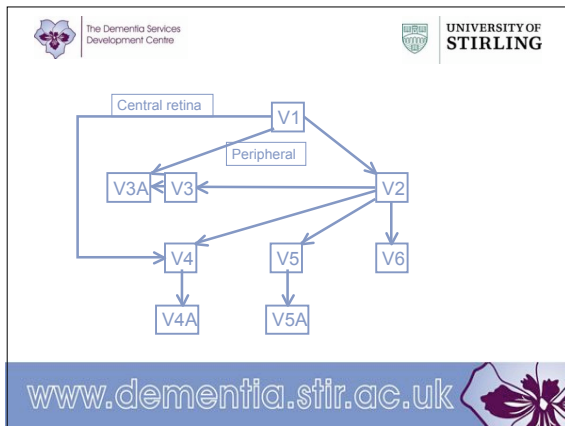 The Dementia Services
Development Centre
UNIVERSITY OF
STIRLING
Central retina
V1
Peripheral
V3A
V3
V2
V4
V5
V6
V4A
V5A
www.dementia.stir.ac.uk